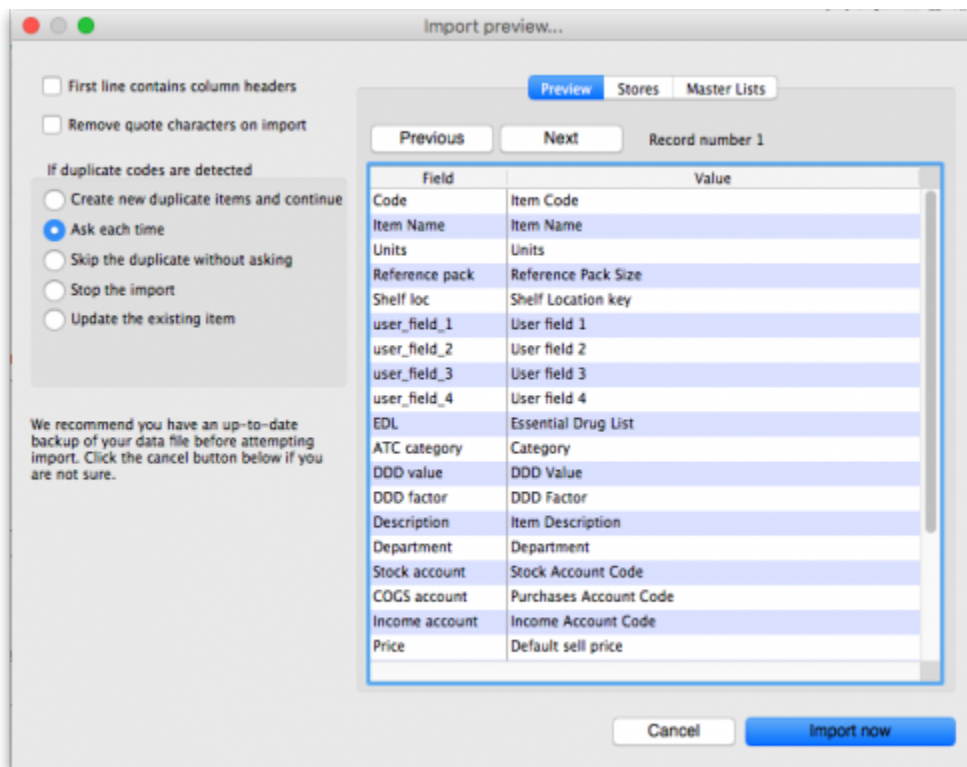 Import preview...
First line contains column headers
Remove quote characters on import
If duplicate codes are detected
Create new duplicate items and continue
Ask each time
Skip the duplicate without asking
Stop the import
Update the existing item
We recommend you have an up-to-date
backup of your data file before attempting
import. Click the cancel button below if you
are not sure.
Preview Stores Master Lists
Previous Next Record number 1
Field Value
Code Item Code
Item Name Item Name
Units Units
Reference pack Reference Pack Size
Shelf loc Shelf Location key
user_field_1 User field 1
user_field_2 User field 2
user_field_3 User field 3
user_field_4 User field 4
EDL Essential Drug List
ATC category Category
DDD value DDD Value
DDD factor DDD Factor
Description Item Description
Department Department
Stock account Stock Account Code
COGS account Purchases Account Code
Income account Income Account Code
Price Default sell price
Cancel Import now